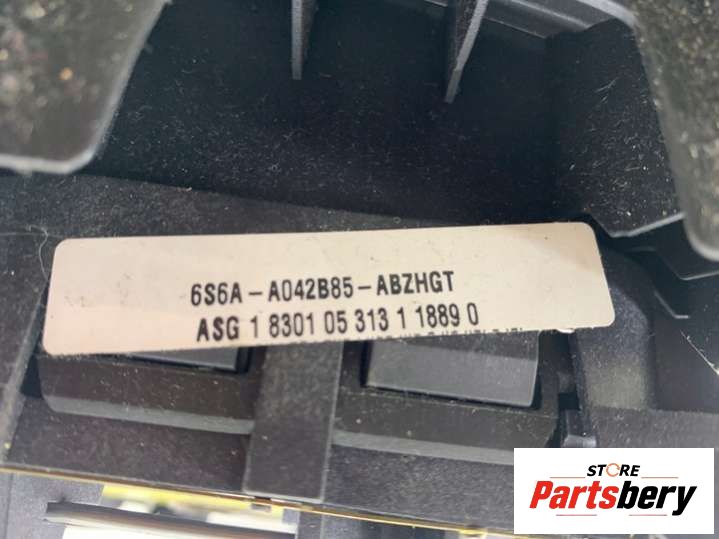 6S6A-A042B85-ABZHGT
ASG 1 8301 05 313 1 1889 0
STORE
Partsbery